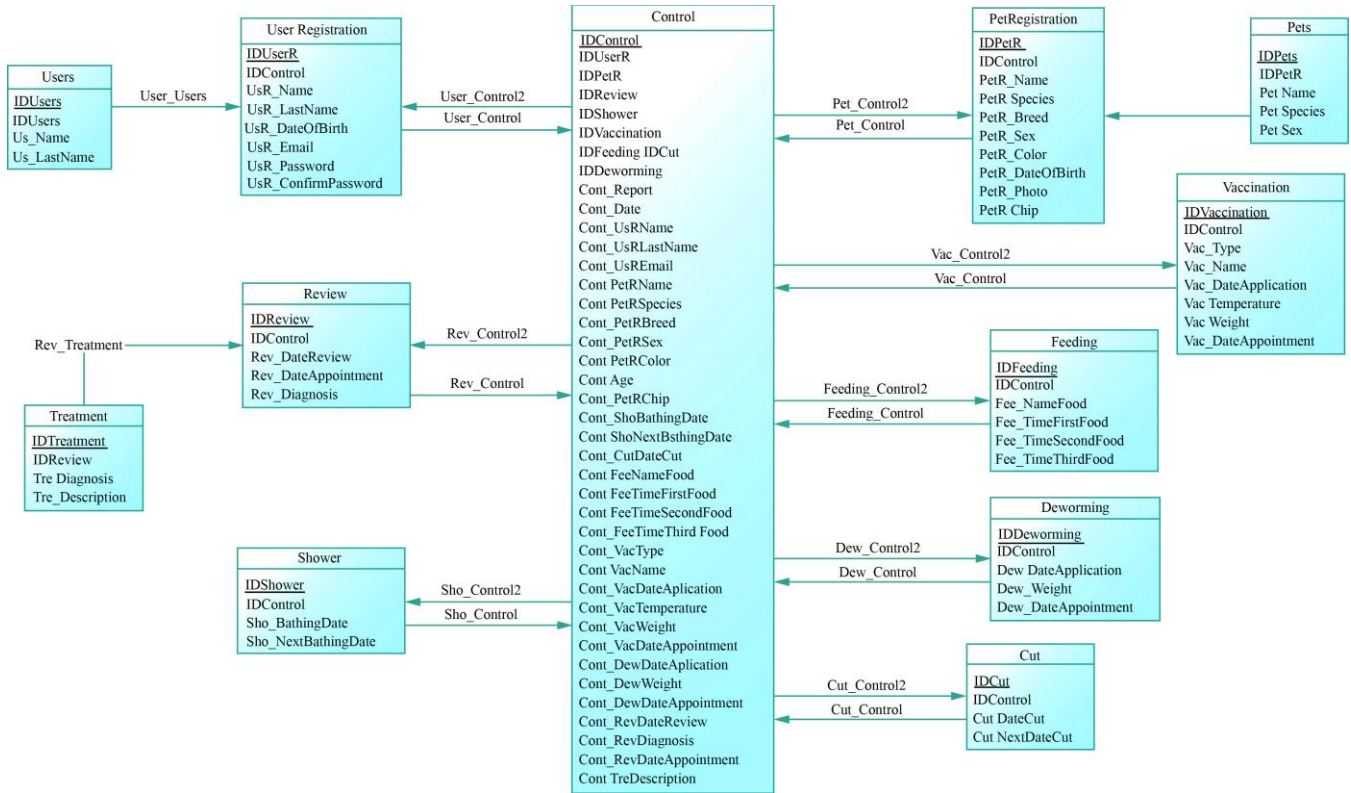 Users
IDUsers
IDUsers
Us_Name
Us_LastName
User_Users
User Registration
IDUserR
IDControl
UsR_Name
UsR_LastName
UsR_DateOfBirth
UsR_Email
UsR_Password
UsR_ConfirmPassword
User_Control2
User_Control
Review
IDReview
IDControl
Rev_DateReview
Rev_DateAppointment
Rev_Diagnosis
Rev_Control2
Rev_Control
Rev_Treatment
Treatment
IDTreatment
IDReview
Tre Diagnosis
Tre_Description
Shower
IDShower
IDControl
Sho_BathingDate
Sho_NextBathingDate
Sho_Control2
Sho_Control
Control
IDControl
IDUserR
IDPetR
IDReview
IDShower
IDVaccination
IDFeeding IDCut
IDDeworming
Cont_Report
Cont_Date
Cont_UsRName
Cont_UsRLastName
Cont_UsREmail
Cont PetRName
Cont PetRSpecies
Cont_PetRBreed
Cont_PetRSex
Cont PetRColor
Cont Age
Cont_PetRChip
Cont_ShoBathingDate
Cont ShoNextBsthingDate
Cont_CutDateCut
Cont FeeNameFood
Cont FeeTimeFirstFood
Cont FeeTimeSecondFood
Cont_FeeTimeThird Food
Cont_VacType
Cont VacName
Cont_VacDateAplication
Cont_VacTemperature
Cont_VacWeight
Cont_VacDateAppointment
Cont_DewDateAplication
Cont_DewWeight
Cont_DewDateAppointment
Cont_RevDateReview
Cont_RevDiagnosis
Cont_RevDateAppointment
Cont TreDescription
Pet_Control2
Pet_Control
PetRegistration
IDPetR
IDControl
PetR_Name
PetR Species
PetR_Breed
PetR_Sex
PetR_Color
PetR_DateOfBirth
PetR_Photo
PetR Chip
Pets
IDPets
IDPetR
Pet Name
Pet Species
Pet Sex
Vac_Control2
Vac_Control
Vaccination
IDVaccination
IDControl
Vac_Type
Vac_Name
Vac_DateApplication
Vac Temperature
Vac Weight
Vac_DateAppointment
Feeding_Control2
Feeding_Control
Feeding
IDFeeding
IDControl
Fee_NameFood
Fee_TimeFirstFood
Fee_TimeSecondFood
Fee_TimeThirdFood
Dew_Control2
Dew_Control
Deworming
IDDeworming
IDControl
Dew DateApplication
Dew_Weight
Dew_DateAppointment
Cut_Control2
Cut_Control
Cut
IDCut
IDControl
Cut DateCut
Cut NextDateCut